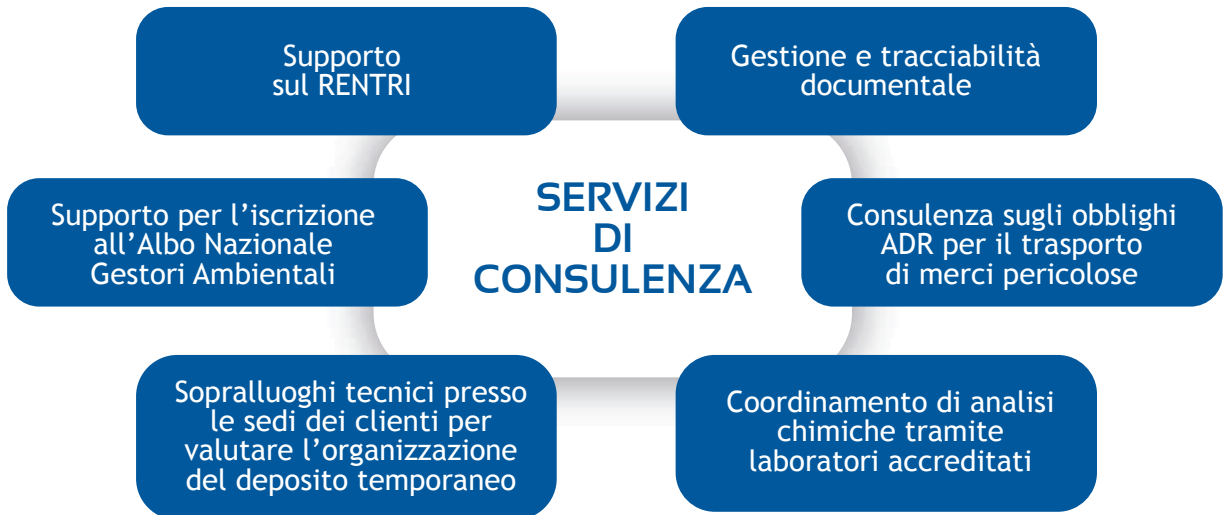 Supporto
sul RENTRI
Gestione e tracciabilità
documentale
Supporto per l’iscrizione
all’Albo Nazionale
Gestori Ambientali
SERVIZI
DI
CONSULENZA
Consulenza sugli obblighi
ADR per il trasporto
di merci pericolose
Sopralluoghi tecnici presso
le sedi dei clienti per
valutare l’organizzazione
del deposito temporaneo
Coordinamento di analisi
chimiche tramite
laboratori accreditati